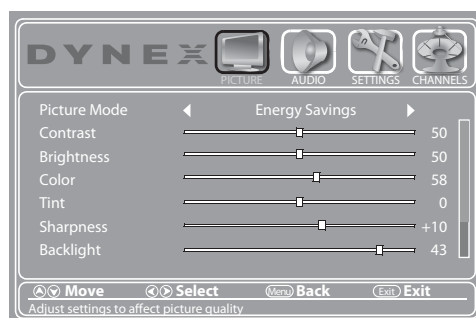 DYNEX
PICTURE AUDIO SETTINGS CHANNELS
Picture Mode Energy Savings
Contrast 50
Brightness 50
Color 58
Tint 0
Sharpness +10
Backlight 43
Move Select Menu Back Exit Exit
Adjust settings to affect picture quality